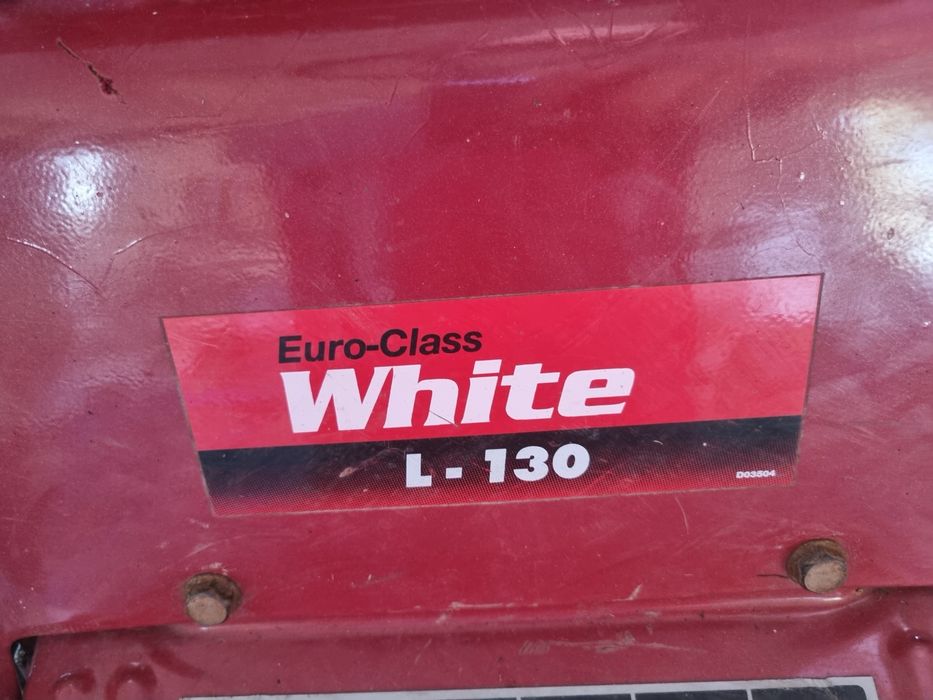 Euro-Class
White
L - 130
D03504